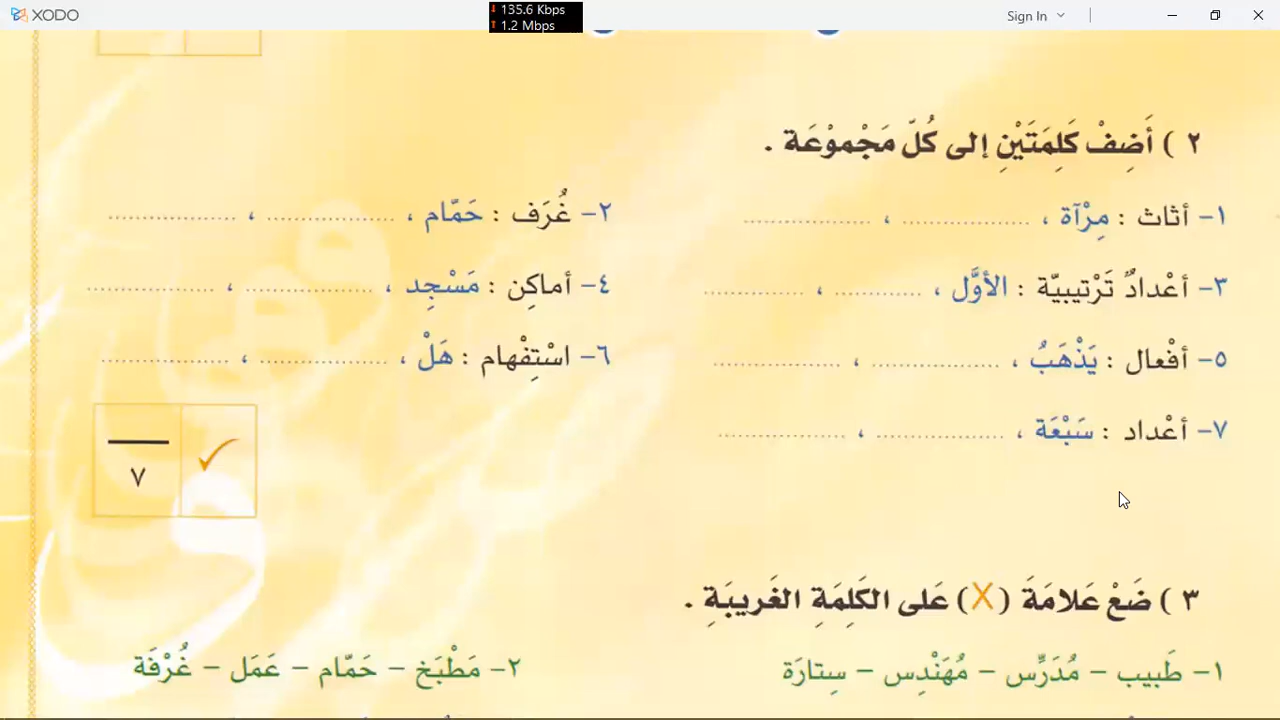 XODO
135.6 Kbps
1.2 Mbps
Sign In
٢ ) أَضِفْ كَلِمَتَيْنِ إلى كُلّ مَجْمُوْعَة .
١- أثاث : مِرْآة ، .................... ، ....................
٢- غُرَف : حَمَّام ، .................... ، ....................
٣- أعْدادٌ تَرْتيبيّة : الأوَّل ، .............. ، ................
٤- أماكِن : مَسْجِد ، .................... ، ....................
٥- أفْعال : يَذْهَبُ ، .................... ، ....................
٦- اسْتِفْهام : هَلْ ، .................... ، ....................
٧- أعْداد : سَبْعَة ، .................... ، ....................
✓
٧
٣ ) ضَعْ عَلامَةَ (X) عَلى الكَلِمَةِ الغَريبَةِ .
١- طَبيب – مُدَرِّس – مُهَنْدِس – سِتارَة
٢- مَطْبَخ – حَمَّام – عَمَل – غُرْفَة